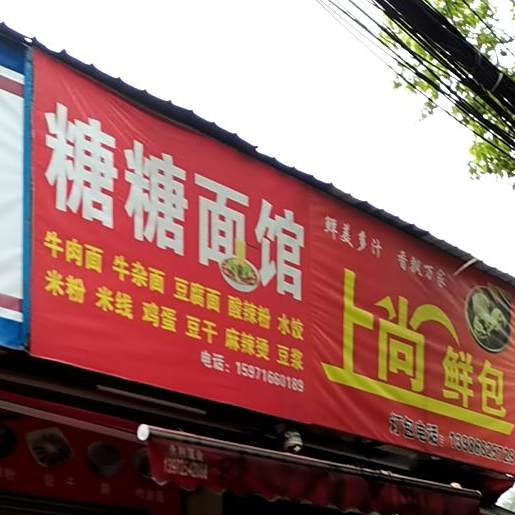 糖糖面馆
牛肉面 牛杂面 豆腐面 酸辣粉 水饺
米粉 米线 鸡蛋 豆干 麻辣烫 豆浆
电话：15971660189
鲜美多汁 香飘万家
上尚鲜包
打包电话：